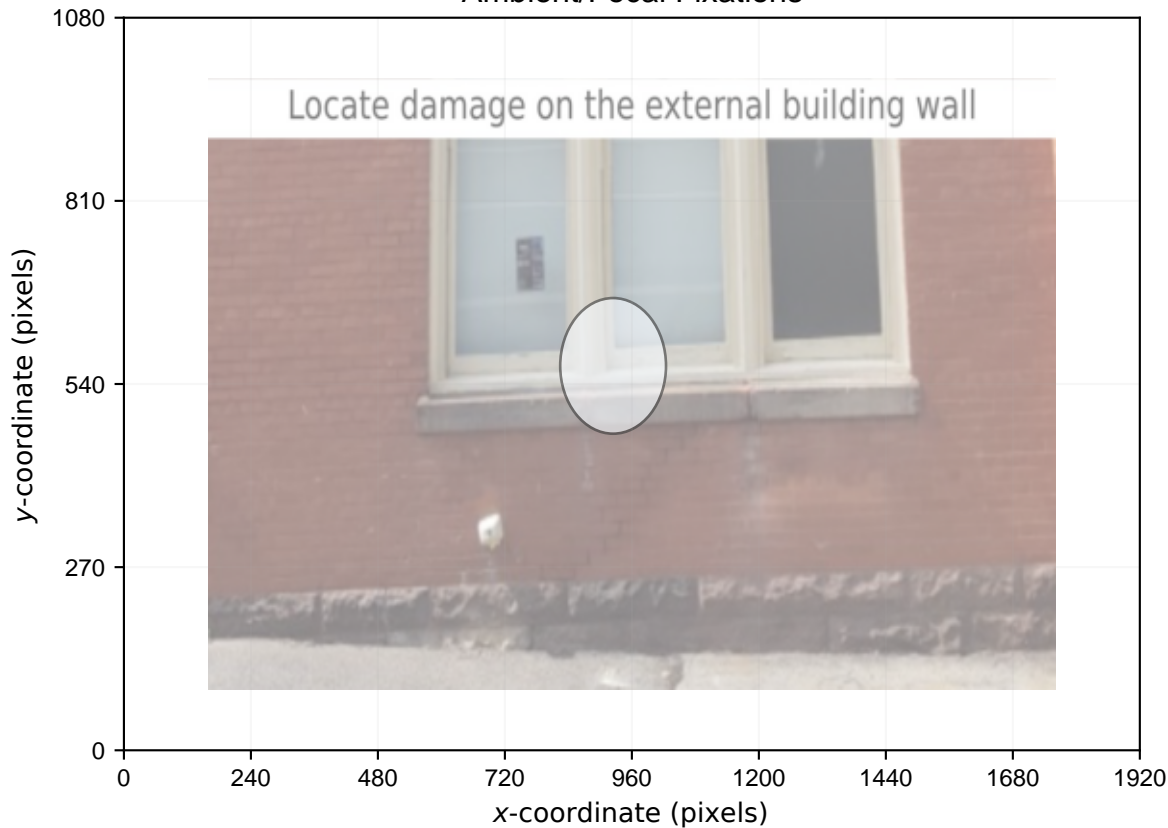 Ambient/Focal Fixations
1080
810
540
270
0
0 240 480 720 960 1200 1440 1680 1920
Locate damage on the external building wall
y-coordinate (pixels)
x-coordinate (pixels)